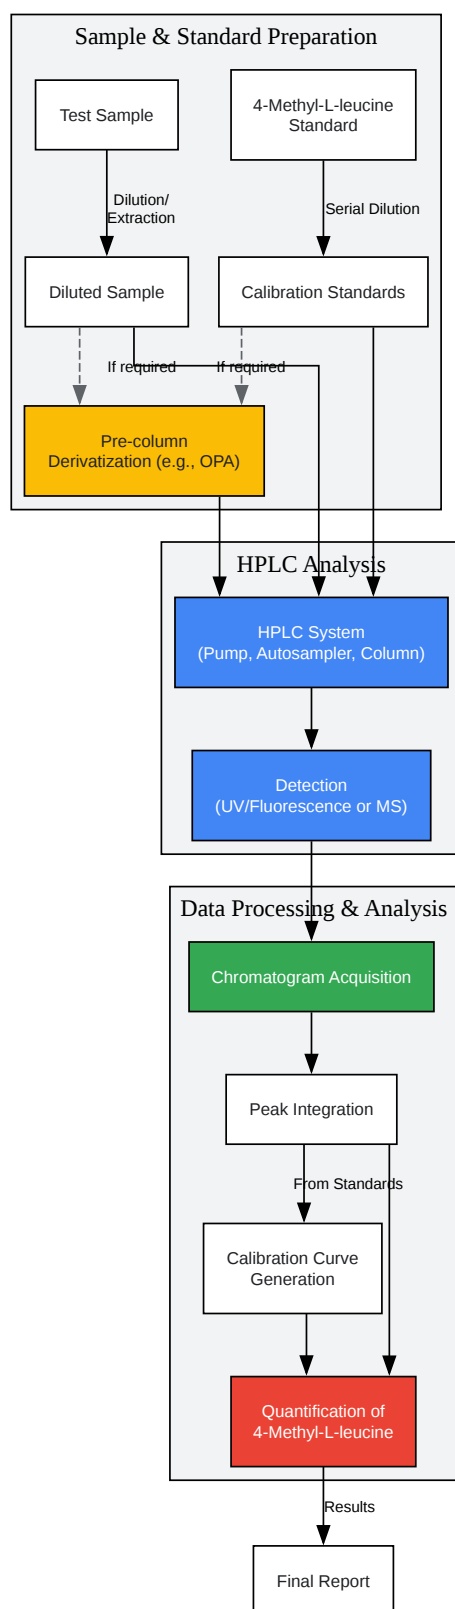 Sample & Standard Preparation
Test Sample
4-Methyl-L-leucine
Standard
Dilution/
Extraction
Serial Dilution
Diluted Sample
Calibration Standards
If required
If required
Pre-column
Derivatization (e.g., OPA)
HPLC Analysis
HPLC System
(Pump, Autosampler, Column)
Detection
(UV/Fluorescence or MS)
Data Processing & Analysis
Chromatogram Acquisition
Peak Integration
From Standards
Calibration Curve
Generation
Quantification of
4-Methyl-L-leucine
Results
Final Report